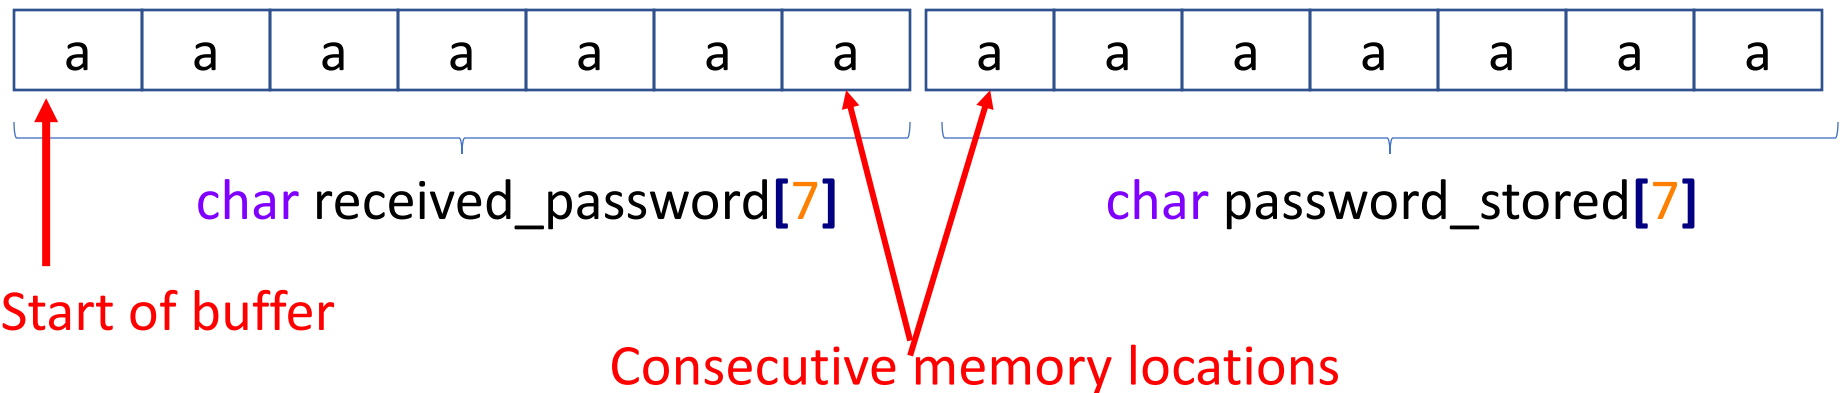 a a a a a a a a a a a a a a
char received_password[7] char password_stored[7]
Start of buffer
Consecutive memory locations